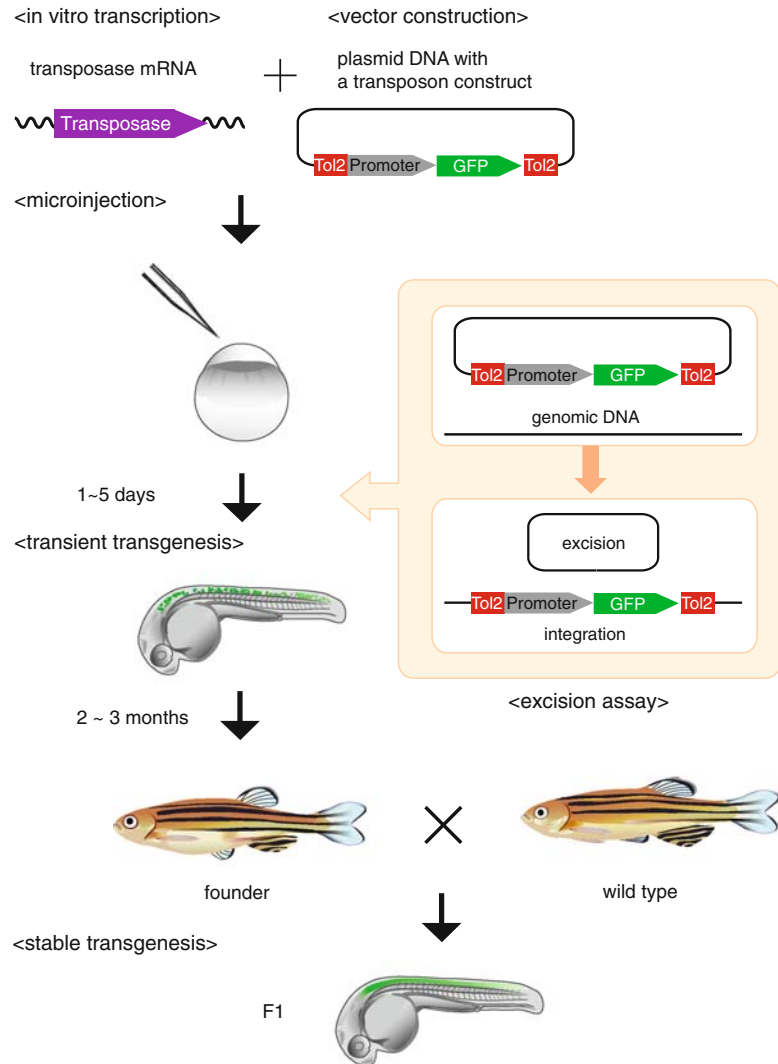 <in vitro transcription>
<vector construction>
transposase mRNA
plasmid DNA with
a transposon construct
Transposase
Tol2 Promoter GFP Tol2
<microinjection>
Tol2 Promoter GFP Tol2
genomic DNA
1~5 days
<transient transgenesis>
excision
Tol2 Promoter GFP Tol2
integration
<excision assay>
2 ~ 3 months
founder
wild type
<stable transgenesis>
F1